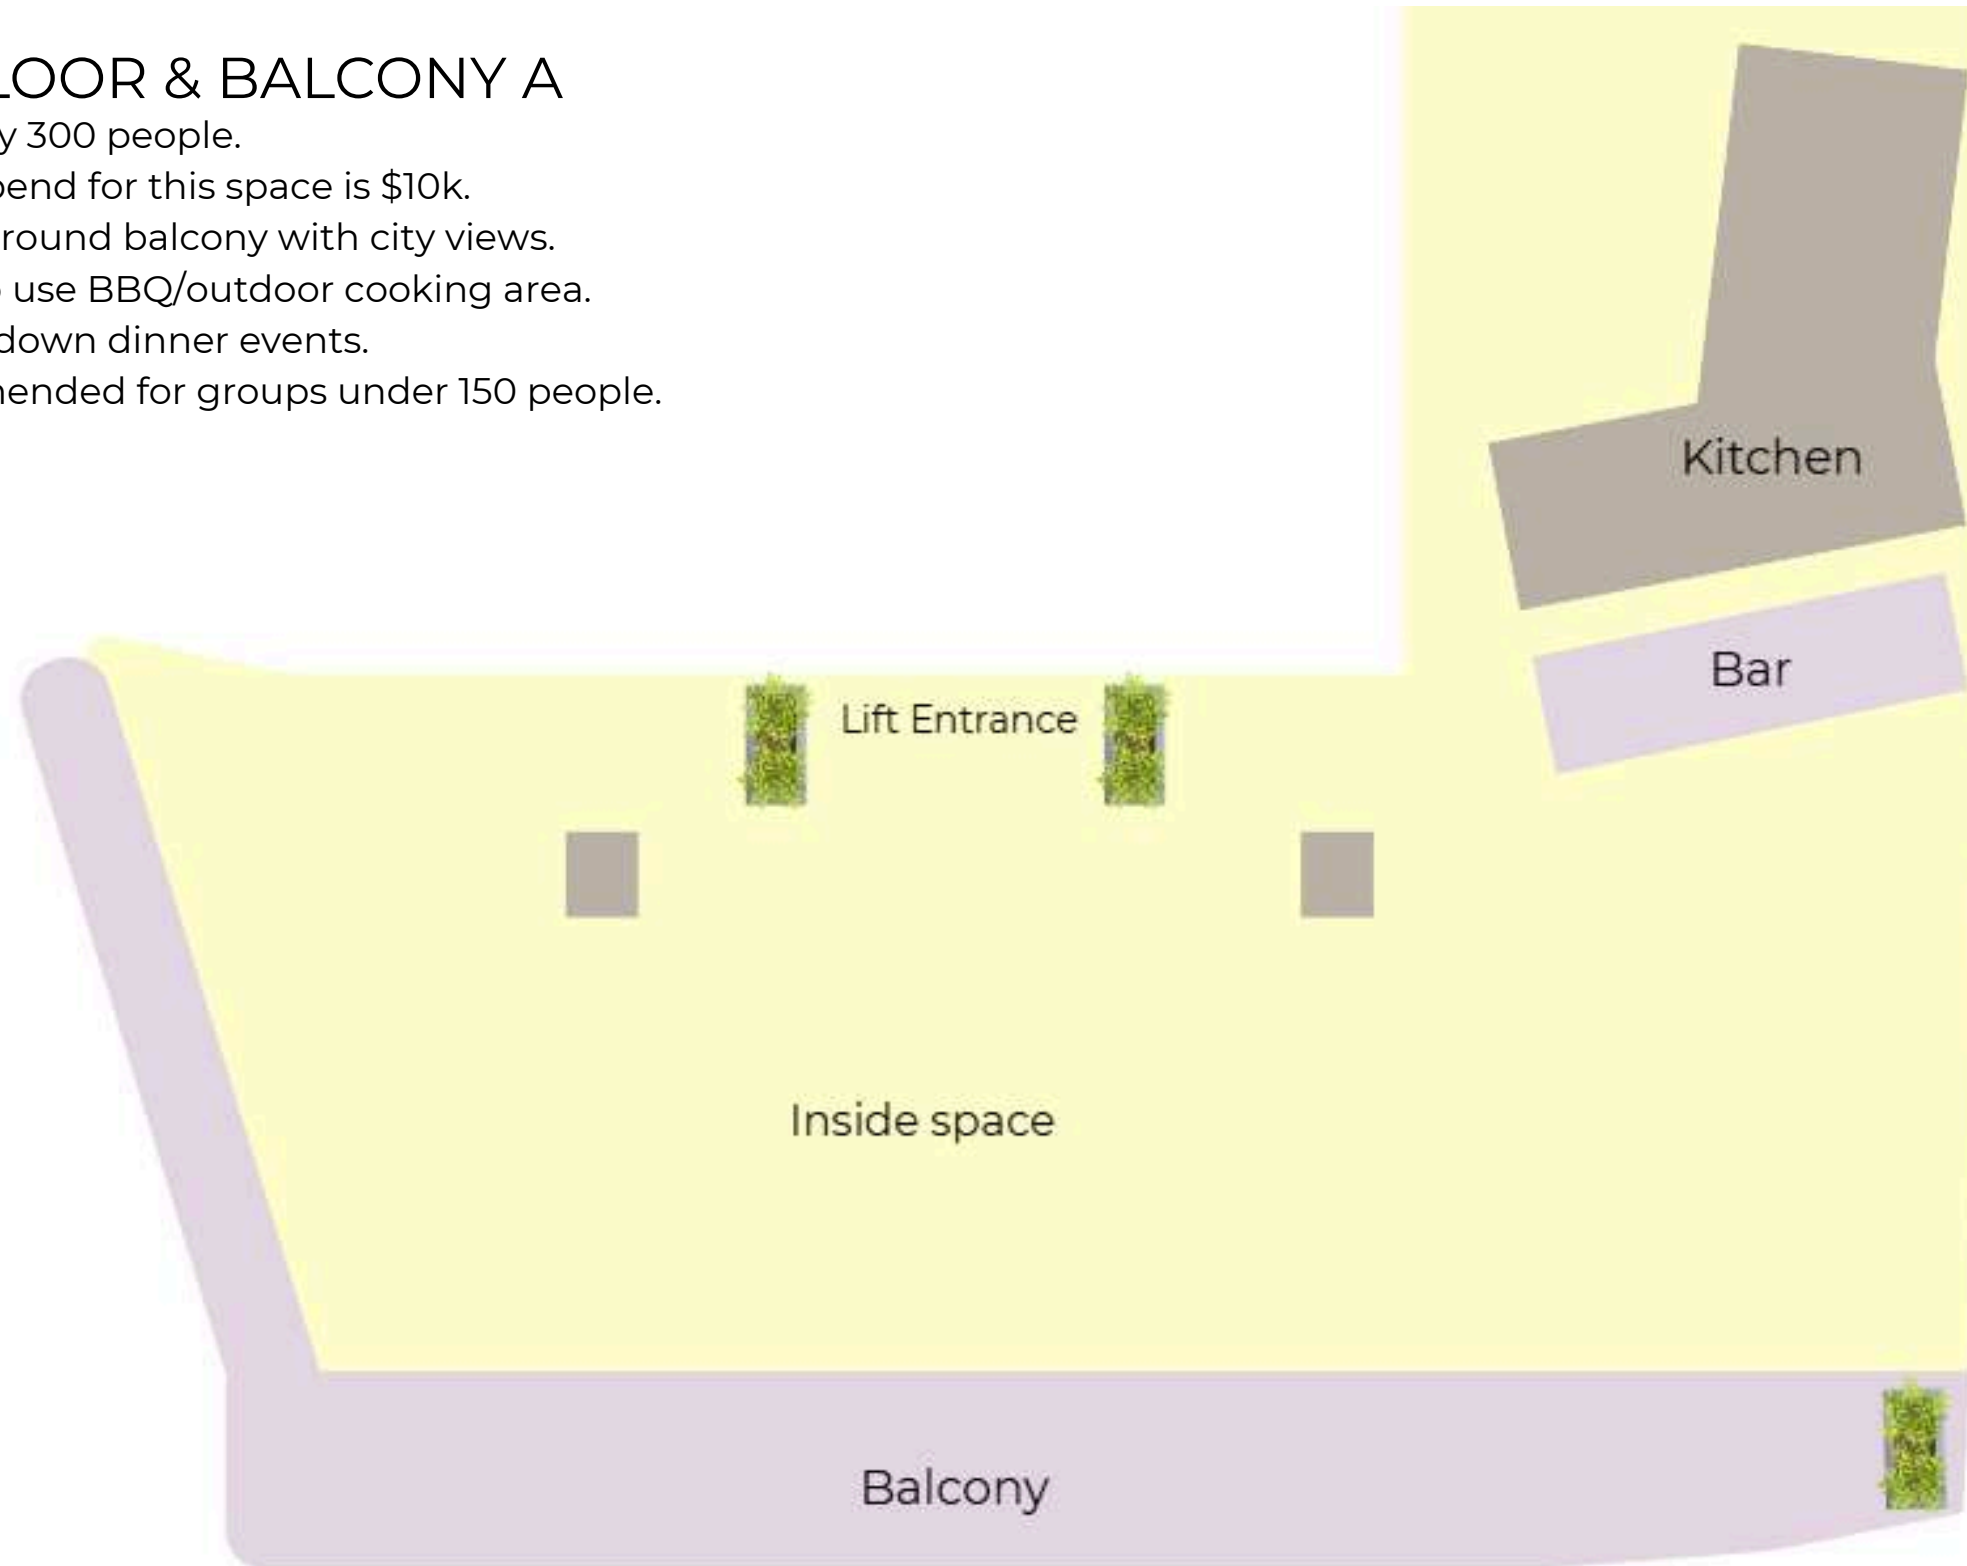 LOOR & BALCONY A
y 300 people.
pend for this space is $10k.
round balcony with city views.
use BBQ/outdoor cooking area.
down dinner events.
mended for groups under 150 people.
Kitchen
Bar
Lift Entrance
Inside space
Balcony